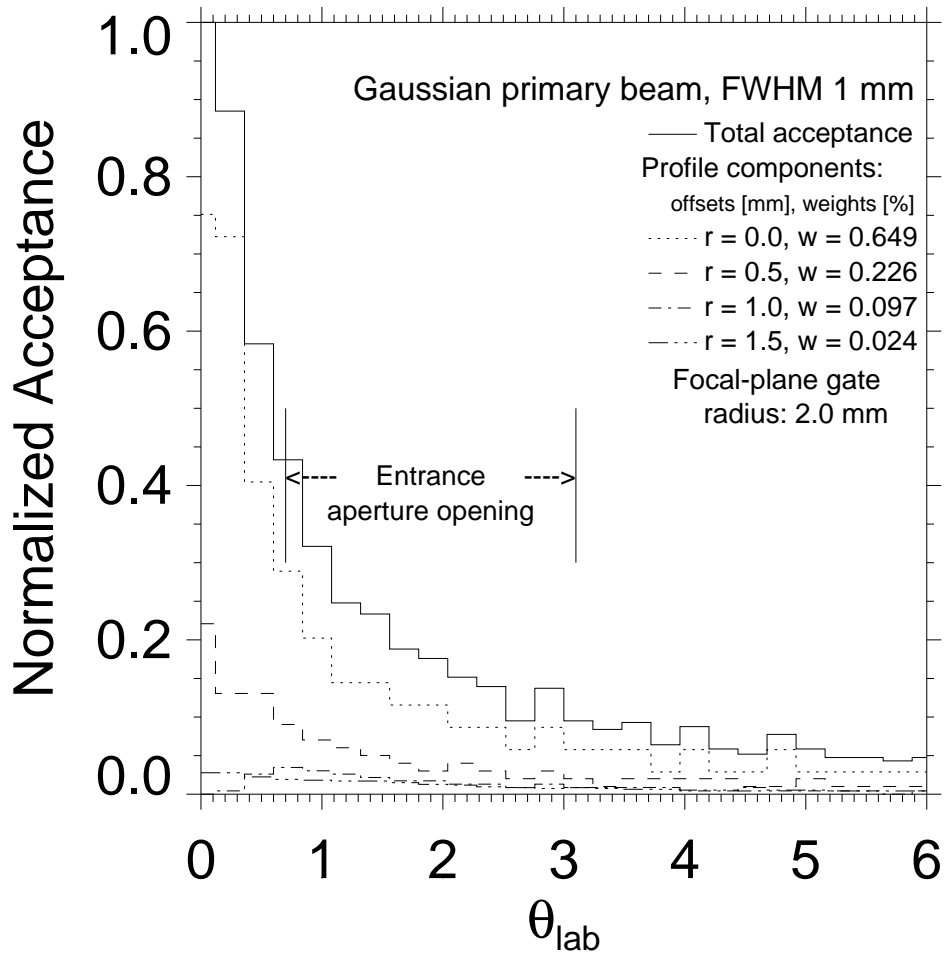 Normalized Acceptance
1.0
0.8
0.6
0.4
0.2
0.0
Gaussian primary beam, FWHM 1 mm
Total acceptance
Profile components:
offsets [mm], weights [%]
r = 0.0, w = 0.649
r = 0.5, w = 0.226
r = 1.0, w = 0.097
r = 1.5, w = 0.024
Focal-plane gate
radius: 2.0 mm
Entrance
aperture opening
0 1 2 3 4 5 6
θlab